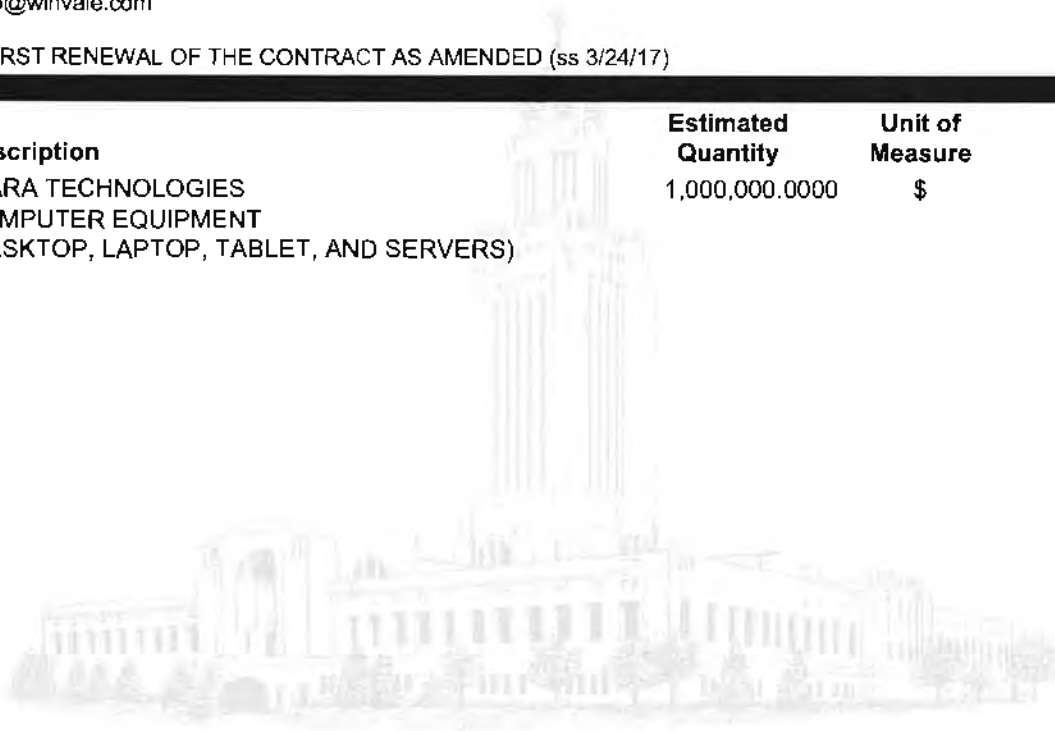 @winvale.com
RST RENEWAL OF THE CONTRACT AS AMENDED (ss 3/24/17)
Estimated Unit of
scription Quantity Measure
ARA TECHNOLOGIES 1,000,000.0000 $
MPUTER EQUIPMENT
SKTOP, LAPTOP, TABLET, AND SERVERS)